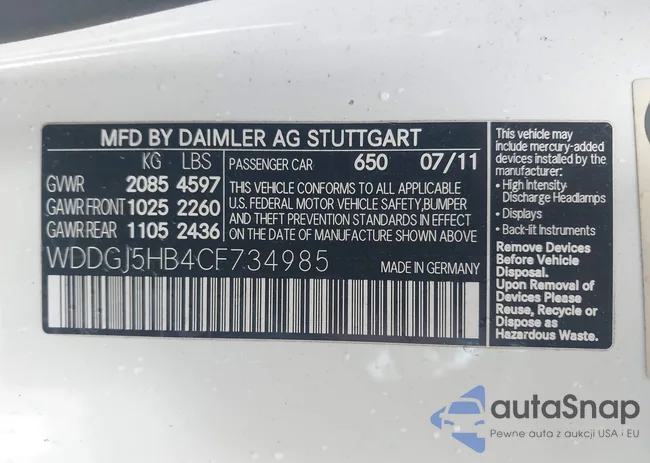 MFD BY DAIMLER AG STUTTGART
KG LBS PASSENGER CAR 650 07/11
GVWR 2085 4597
GAWR FRONT 1025 2260
GAWR REAR 1105 2436
THIS VEHICLE CONFORMS TO ALL APPLICABLE
U.S. FEDERAL MOTOR VEHICLE SAFETY,BUMPER
AND THEFT PREVENTION STANDARDS IN EFFECT
ON THE DATE OF MANUFACTURE SHOWN ABOVE
WDDGJ5HB4CF734985 MADE IN GERMANY
This vehicle may
include mercury-added
devices installed by the
manufacturer:
• High Intensity-
Discharge Headlamps
• Displays
• Back-lit Instruments
Remove Devices
Before Vehicle
Disposal.
Upon Removal of
Devices Please
Reuse, Recycle or
Dispose as
Hazardous Waste.
autaSnap
Pewne auta z aukcji USA i EU